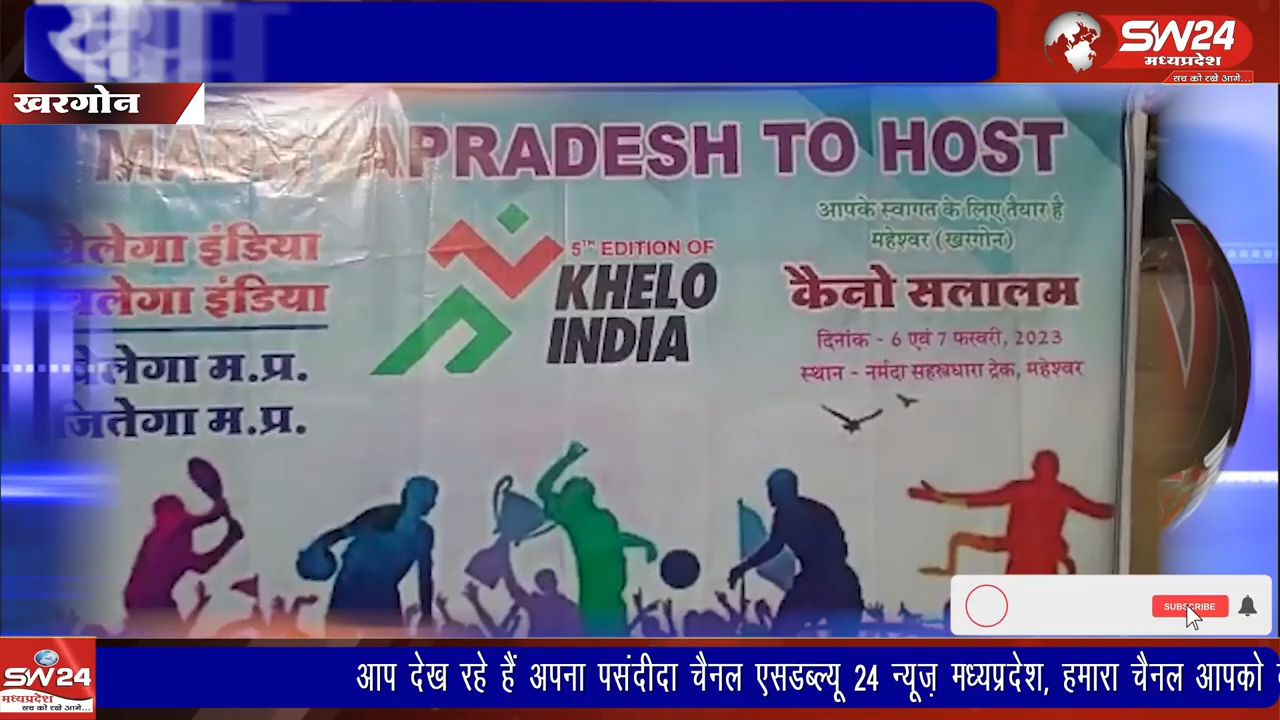 SW24
मध्यप्रदेश
सच को रखे आगे...
खरगोन
MADHYAPRADESH TO HOST
खेलेगा इंडिया
खेलेगा इंडिया
खेलेगा म.प्र.
जितेगा म.प्र.
5TH EDITION OF
KHELO
INDIA
आपके स्वागत के लिए तैयार है
महेश्वर (खरगोन)
कैनो सलालम
दिनांक - 6 एवं 7 फरवरी, 2023
स्थान - नर्मदा सहस्त्रधारा ट्रेक, महेश्वर
SUBSCRIBE
SW24
मध्यप्रदेश
सच को रखे आगे...
आप देख रहे हैं अपना पसंदीदा चैनल एसडब्ल्यू 24 न्यूज़ मध्यप्रदेश, हमारा चैनल आपको